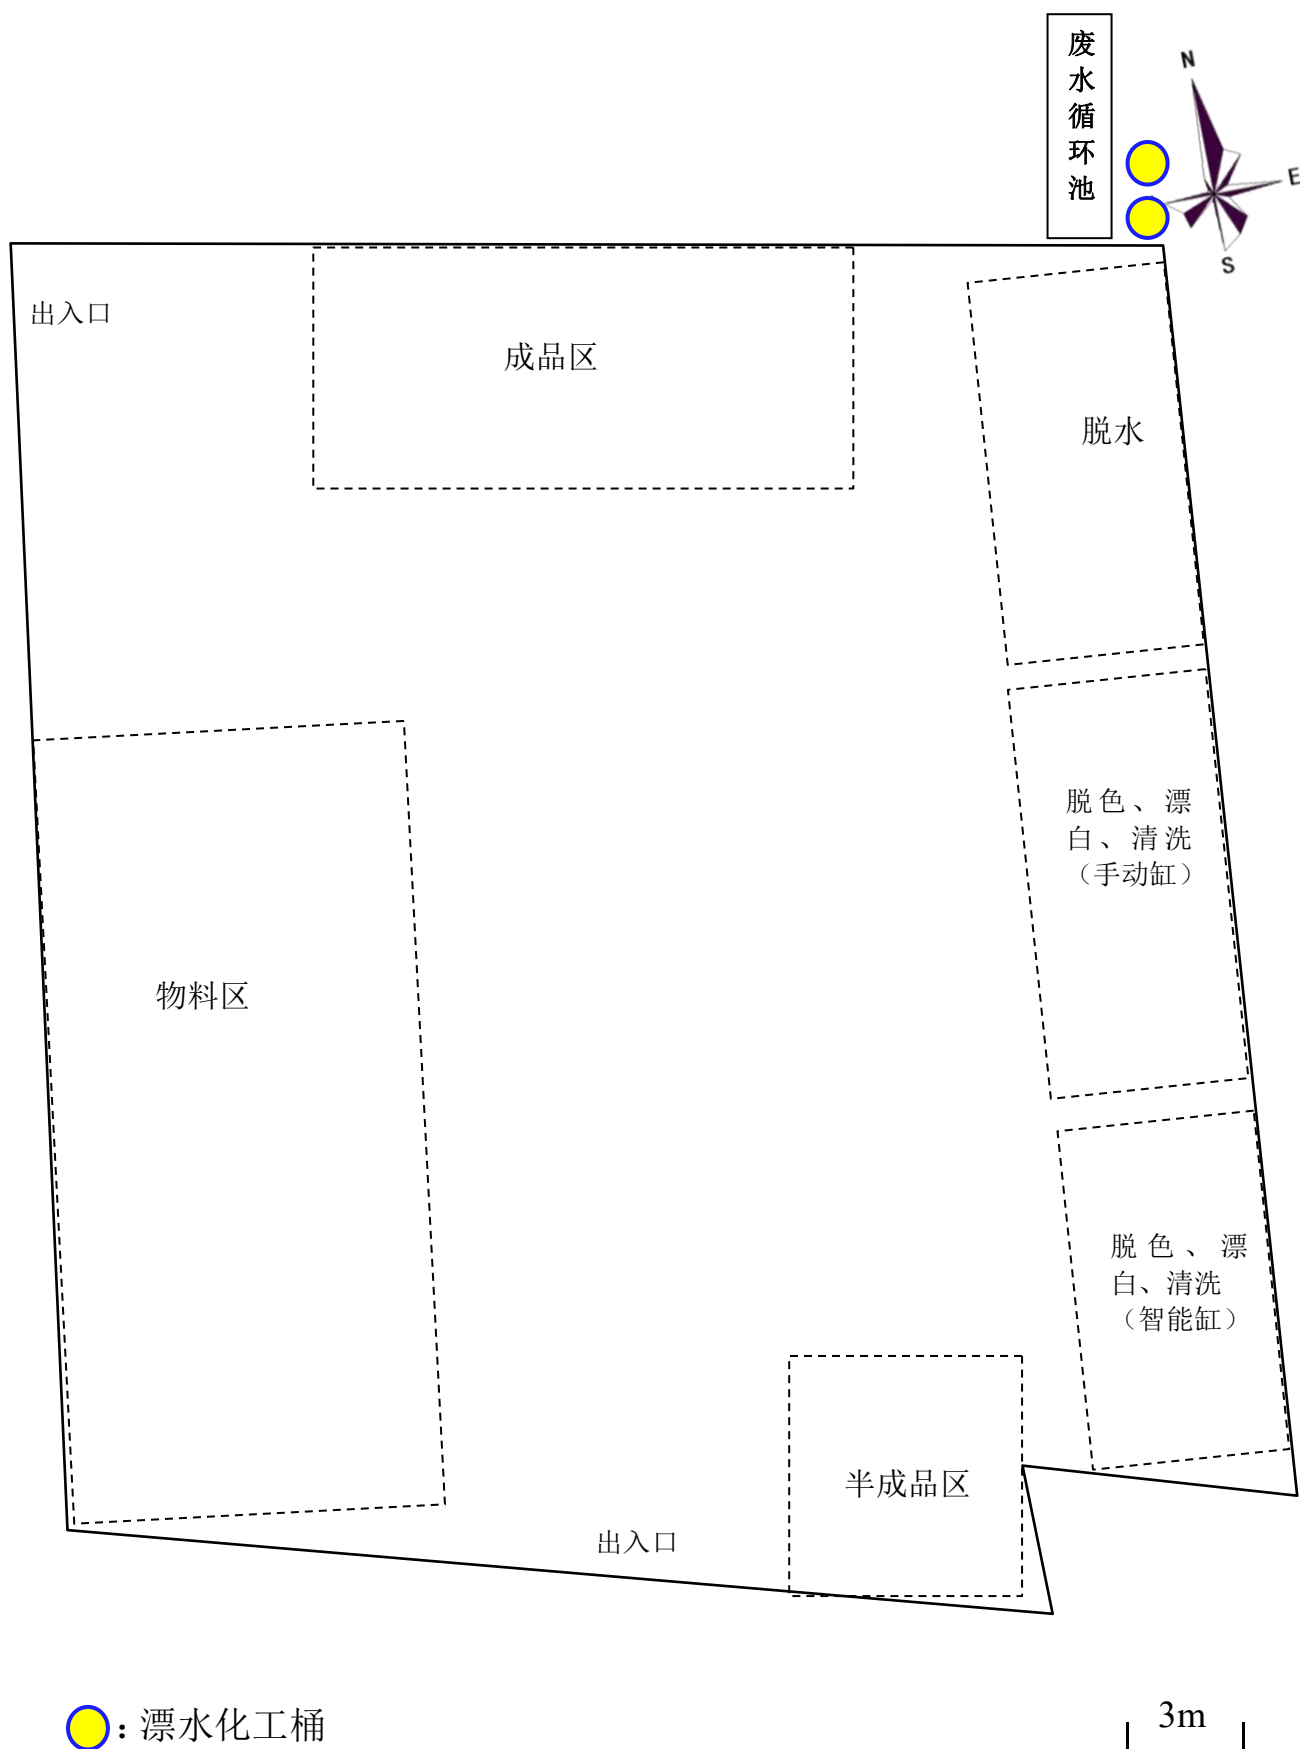 废水循环池
N
E
S
出入口
成品区
脱水
脱色、漂
白、清洗
（手动缸）
物料区
脱色、漂
白、清洗
（智能缸）
半成品区
出入口
：漂水化工桶
3m